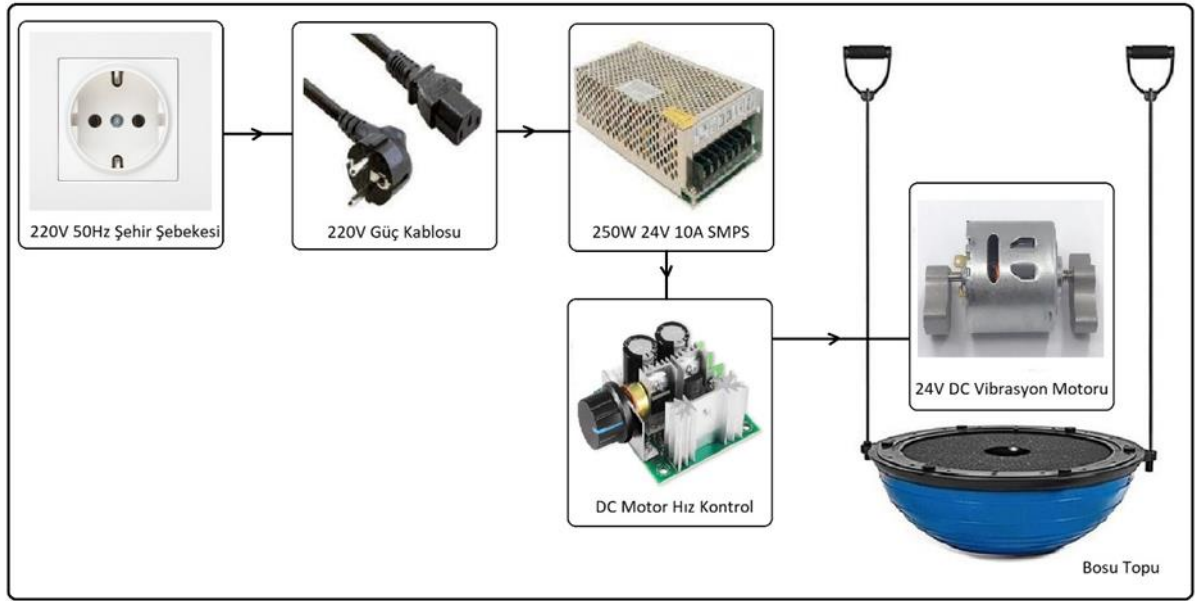 220V 50Hz Şehir Şebekesi
220V Güç Kablosu
250W 24V 10A SMPS
DC Motor Hız Kontrol
24V DC Vibrasyon Motoru
Bosu Topu